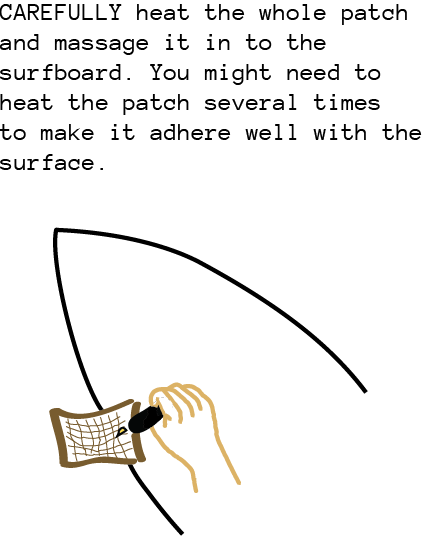 CAREFULLY heat the whole patch
and massage it in to the
surfboard. You might need to
heat the patch several times
to make it adhere well with the
surface.